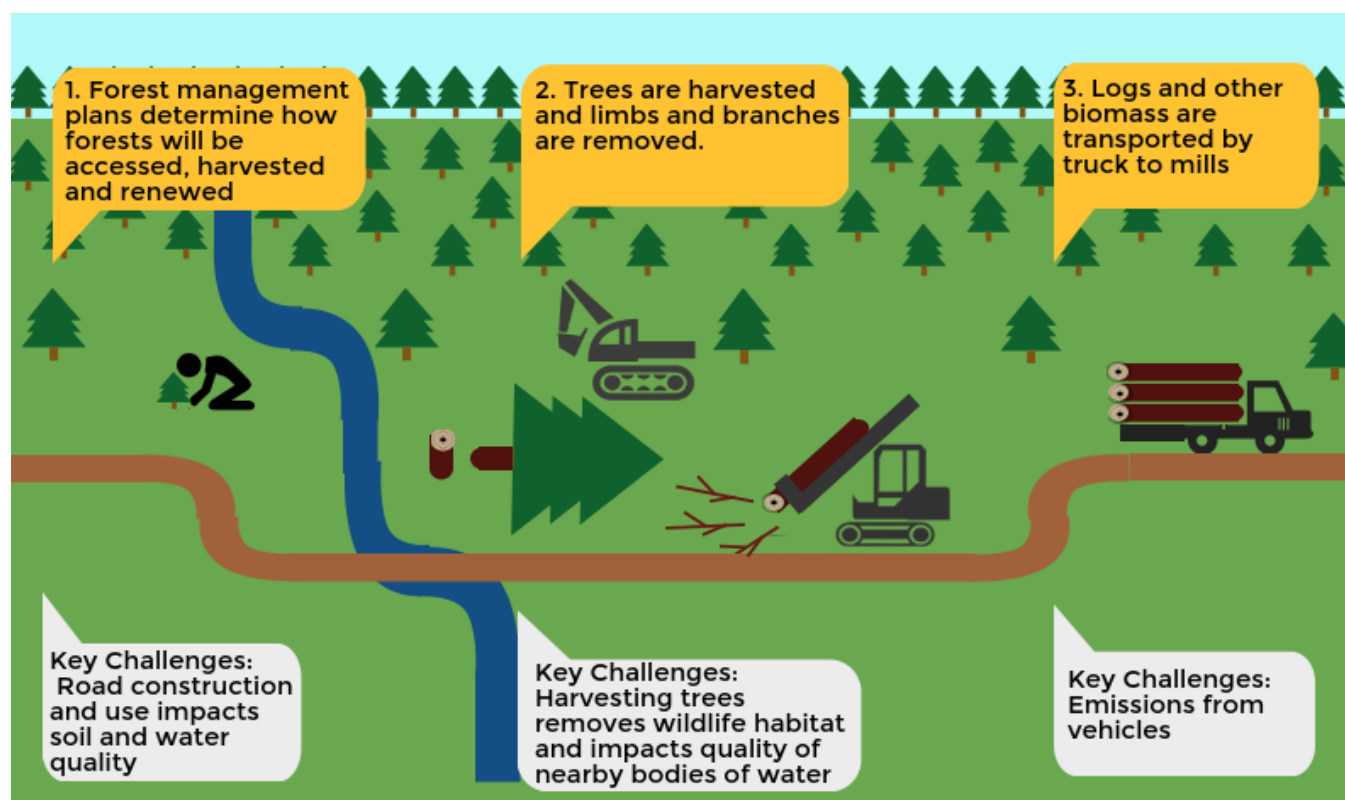 1. Forest management
plans determine how
forests will be
accessed, harvested
and renewed
2. Trees are harvested
and limbs and branches
are removed.
3. Logs and other
biomass are
transported by
truck to mills
Key Challenges:
Road construction
and use impacts
soil and water
quality
Key Challenges:
Harvesting trees
removes wildlife habitat
and impacts quality of
nearby bodies of water
Key Challenges:
Emissions from
vehicles